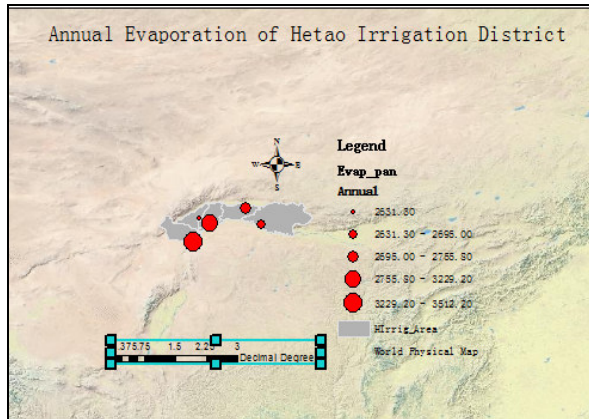 Annual Evaporation of Hetao Irrigation District
N
W E
S
Legend
Evap_pan
Annual
2631.30
2631.30 - 2695.00
2695.00 - 2755.80
2755.80 - 3229.20
3229.20 - 3512.20
HIrrig_Area
World Physical Map
.375.75 1.5 2.25 3
Decimal Degree